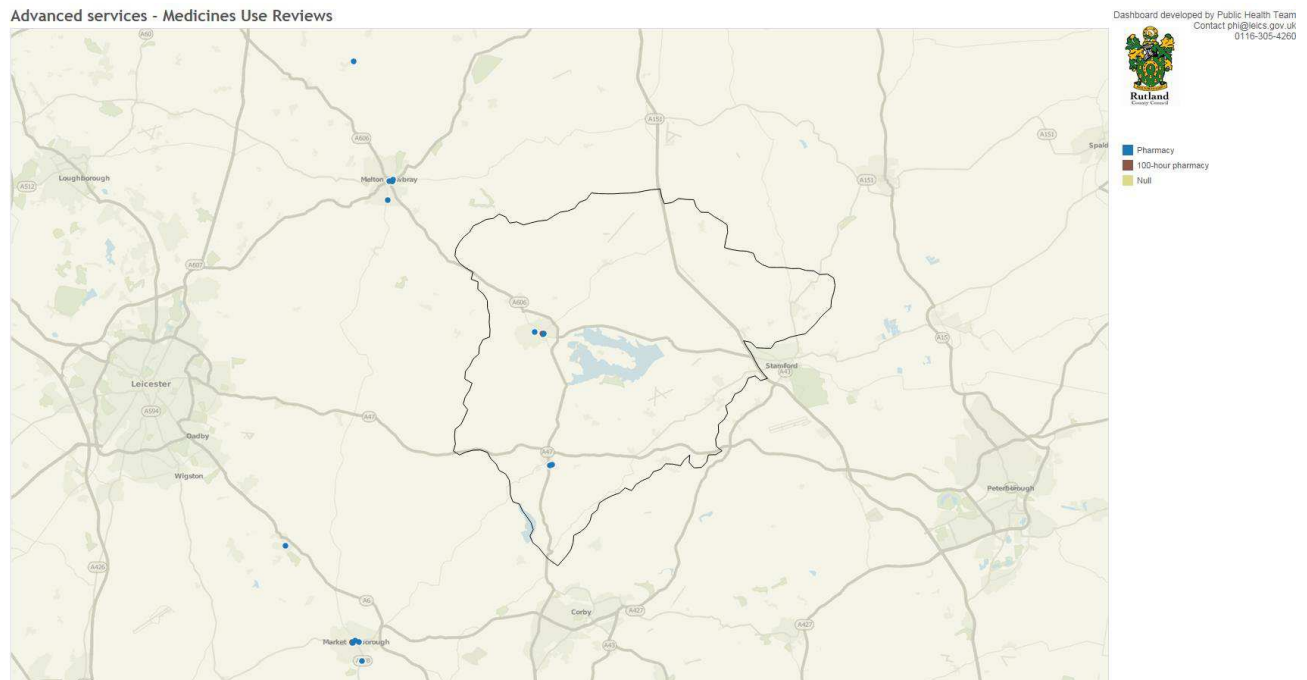 Advanced services - Medicines Use Reviews
Dashboard developed by Public Health Team
Contact phi@leics.gov.uk
0116-305-4260
Rutland
County Council
Pharmacy
100-hour pharmacy
Null
A60
A151
A606
A151
Spald
Loughborough
A512
Melton
wbray
A151
A607
A606
A15
Leicester
Stamford
A43
A594
A47
Oadby
Wigston
A47
Peterborough
A426
A6
Corby
A427
A427
Market
orough
A43